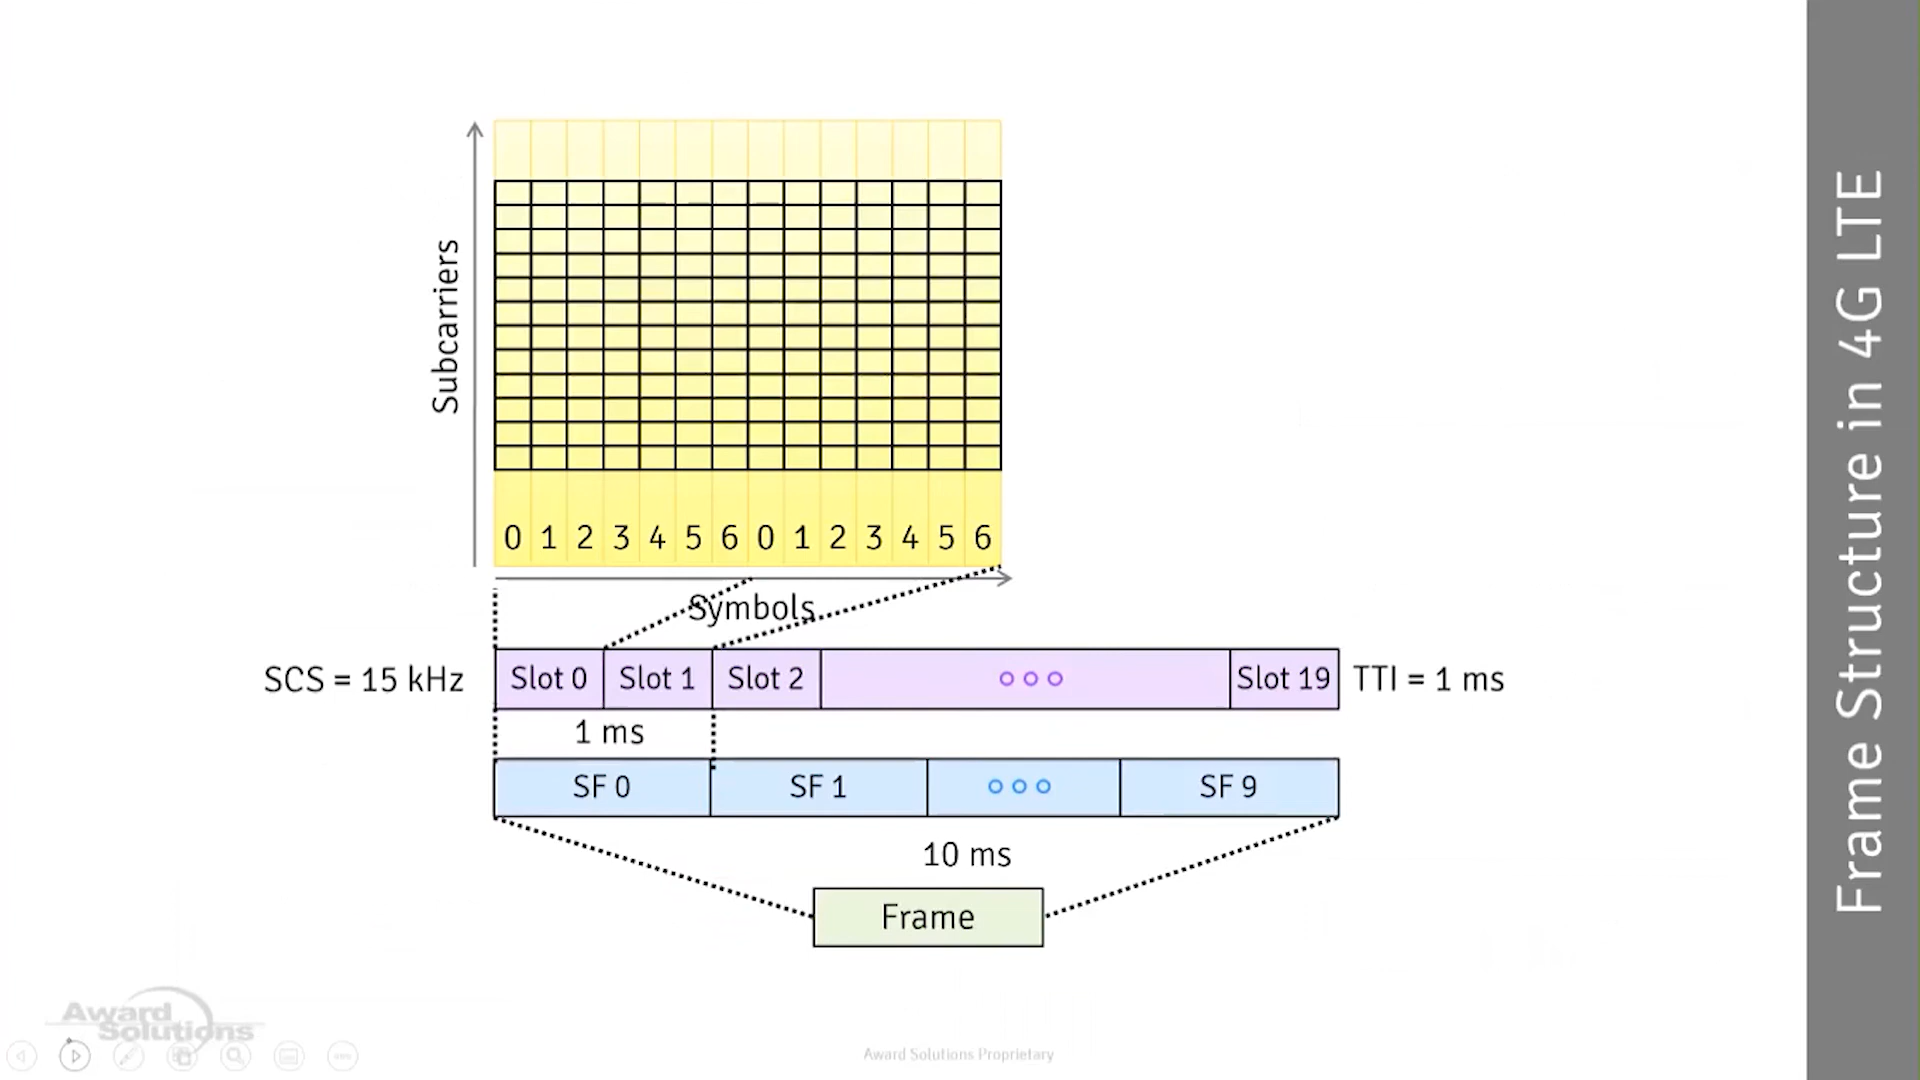 Frame Structure in 4G LTE
Subcarriers
0 1 2 3 4 5 6 0 1 2 3 4 5 6
Symbols
SCS = 15 kHz
Slot 0
Slot 1
Slot 2
Slot 19
TTI = 1 ms
1 ms
SF 0
SF 1
SF 9
10 ms
Frame
Award
Solutions
Award Solutions Proprietary